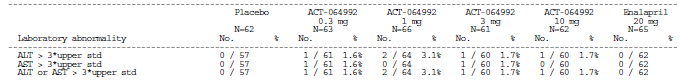 Placebo ACT-064992 ACT-064992 ACT-064992 ACT-064992 Enalapril
0.3 mg 1 mg 3 mg 10 mg 20 mg
N=62 N=63 N=66 N=61 N=62 N=65
Laboratory abnormality No. % No. % No. % No. % No. % No. %
ALT > 3*upper std 0 / 57 1 / 61 1.6% 2 / 64 3.1% 1 / 60 1.7% 1 / 60 1.7% 0 / 62
AST > 3*upper std 0 / 57 1 / 61 1.6% 0 / 64 1 / 60 1.7% 0 / 60 0 / 62
ALT or AST > 3*upper std 0 / 57 1 / 61 1.6% 2 / 64 3.1% 1 / 60 1.7% 1 / 60 1.7% 0 / 62